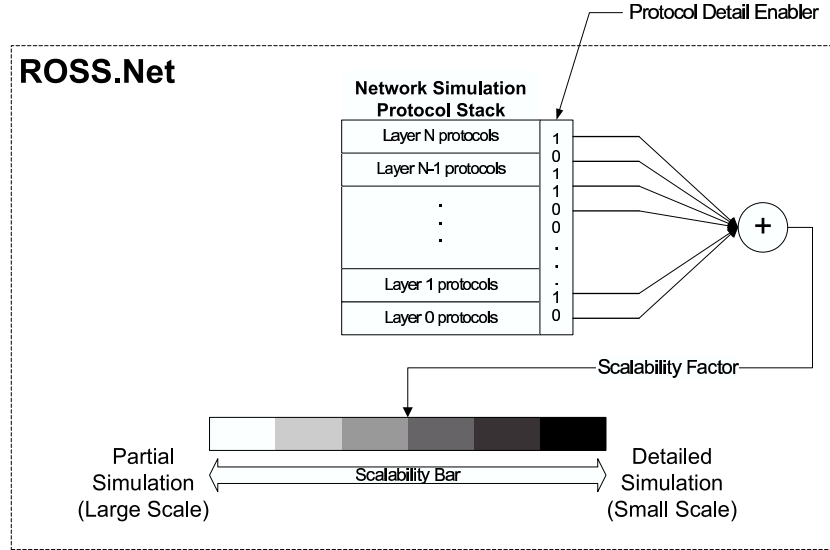 Protocol Detail Enabler
ROSS.Net
Network Simulation
Protocol Stack
Layer N protocols
Layer N-1 protocols
.
.
.
Layer 1 protocols
Layer 0 protocols
1
0
1
1
0
0
.
.
.
1
0
+
Scalability Factor
Partial
Simulation
(Large Scale)
Scalability Bar
Detailed
Simulation
(Small Scale)